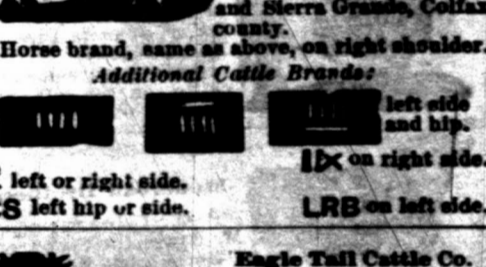 and Sierra Grande, Colfax
county.
Horse brand, same as above, on right shoulder.
Additional Cattle Brands:
left side
and hip.
on right side.
left or right side.
S left hip or side.
LRB on left side.
Eagle Tail Cattle Co.